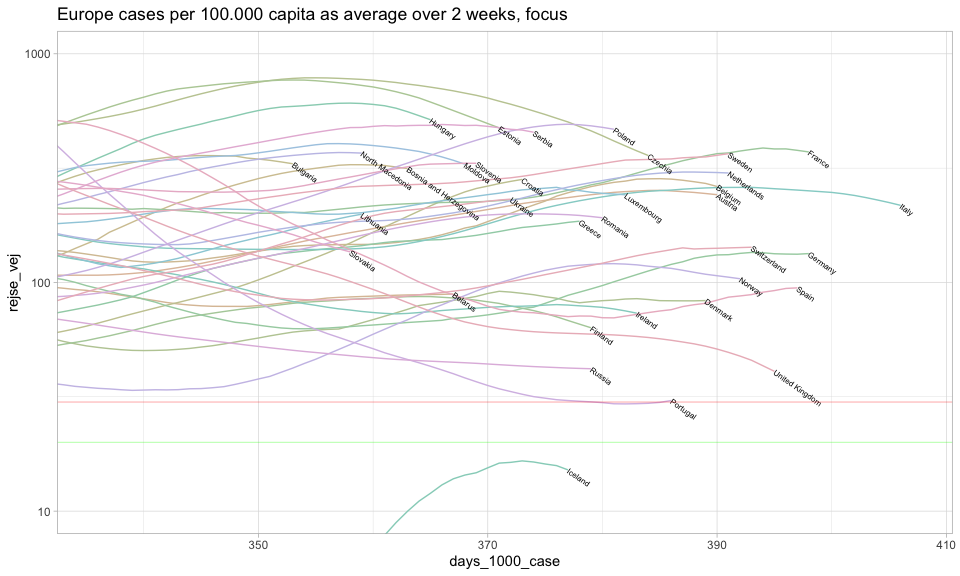 Europe cases per 100.000 capita as average over 2 weeks, focus
1000
Hungary
Estonia
Serbia
Poland
Czechia
Sweden
France
Bulgaria
North Macedonia
Bosnia and Herzegovina
Moldova
Slovenia
Croatia
Netherlands
Belgium
Austria
Italy
Lithuania
Ukraine
Luxembourg
Romania
Greece
Slovakia
Switzerland
Germany
100
Belarus
Norway
Spain
Denmark
Ireland
Finland
Russia
United Kingdom
Portugal
Iceland
10
rejse_vej
350
370
390
410
days_1000_case